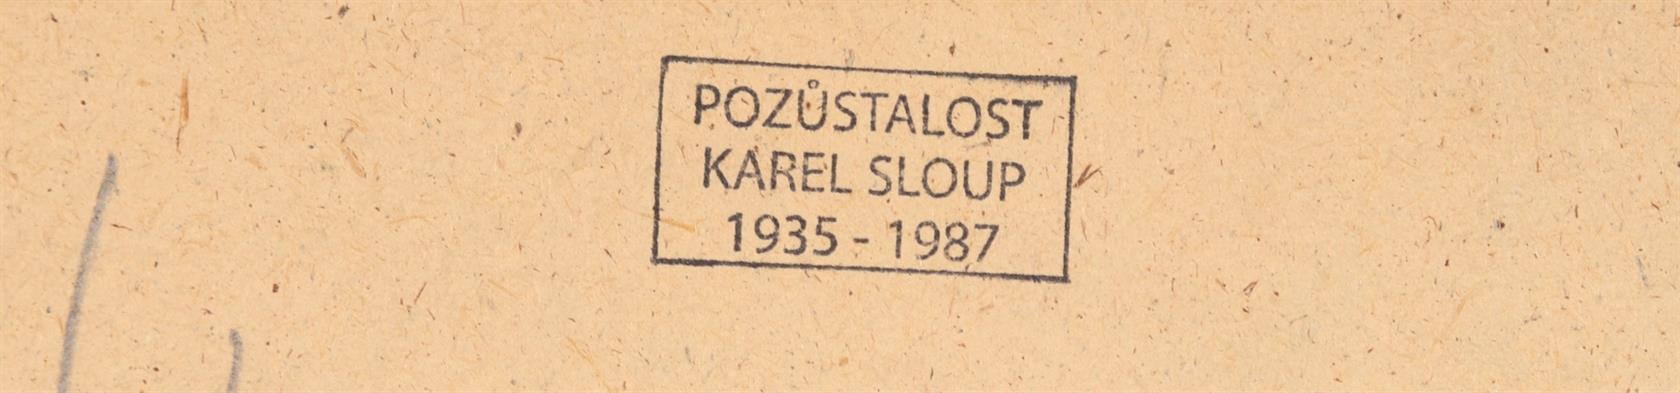 POZŮSTALOST
KAREL SLOUP
1935 - 1987